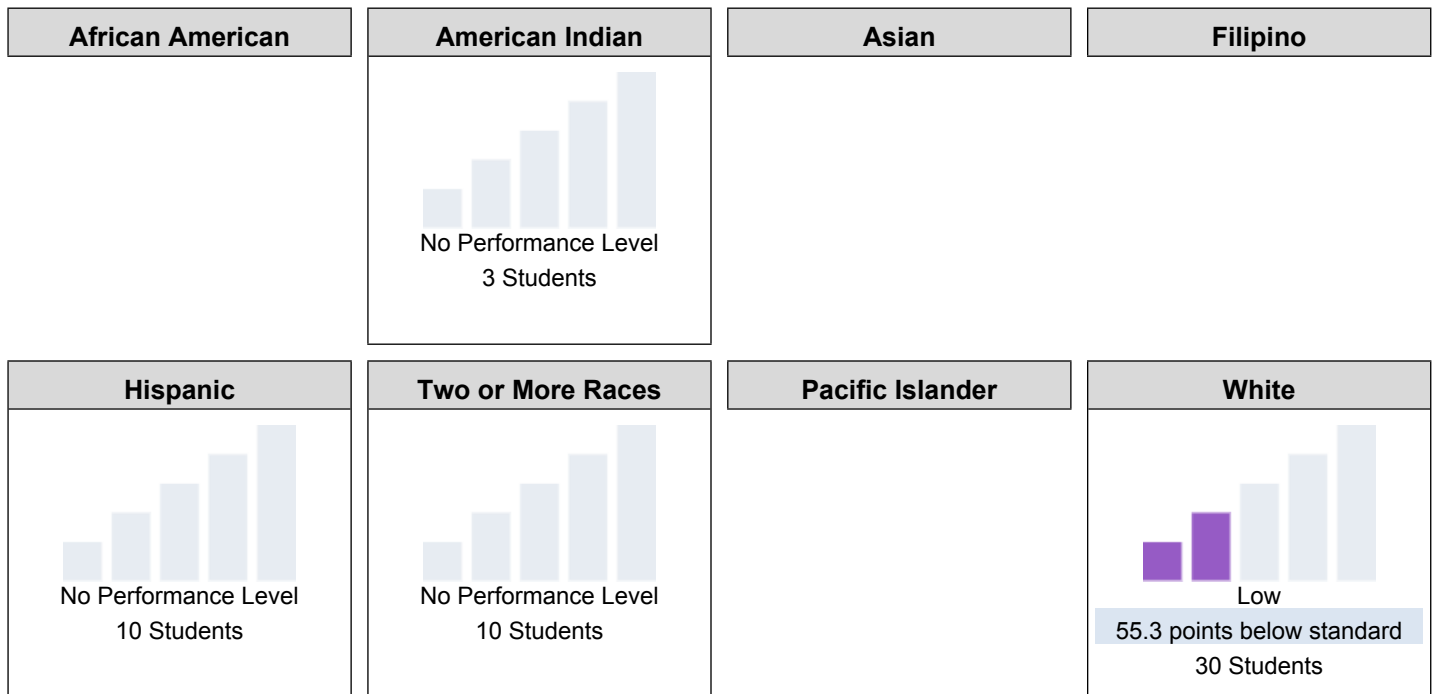 African American
American Indian
Asian
Filipino
No Performance Level
3 Students
Hispanic
Two or More Races
Pacific Islander
White
No Performance Level
10 Students
No Performance Level
10 Students
Low
55.3 points below standard
30 Students